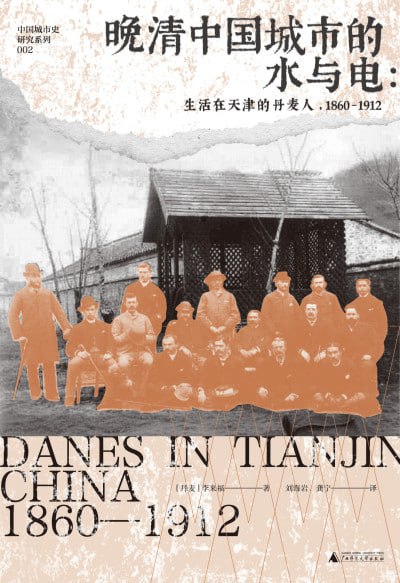 中国城市史
研究系列
002
晚清中国城市的
水与电:
生活在天津的丹麦人,1860-1912
DANES IN TIANJIN
CHINA
1860—1912
[丹麦]李来福————著 刘海岩、龚宁————译
广西师范大学出版社